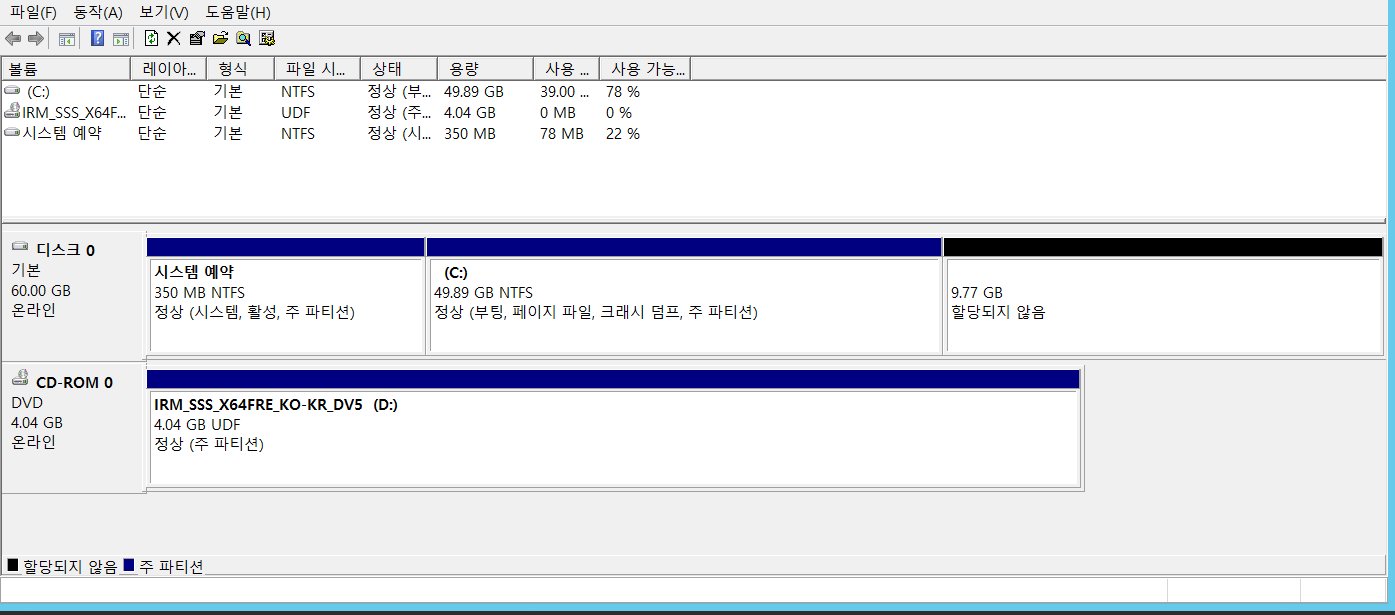 파일(F) 동작(A) 보기(V) 도움말(H)
볼륨 레이아... 형식 파일 시... 상태 용량 사용 ... 사용 가능...
(C:) 단순 기본 NTFS 정상 (부... 49.89 GB 39.00 ... 78 %
IRM_SSS_X64F... 단순 기본 UDF 정상 (주... 4.04 GB 0 MB 0 %
시스템 예약 단순 기본 NTFS 정상 (시... 350 MB 78 MB 22 %
디스크 0
기본
60.00 GB
온라인
시스템 예약
350 MB NTFS
정상 (시스템, 활성, 주 파티션)
(C:)
49.89 GB NTFS
정상 (부팅, 페이지 파일, 크래시 덤프, 주 파티션)
9.77 GB
할당되지 않음
CD-ROM 0
DVD
4.04 GB
온라인
IRM_SSS_X64FRE_KO-KR_DV5 (D:)
4.04 GB UDF
정상 (주 파티션)
할당되지 않음 주 파티션